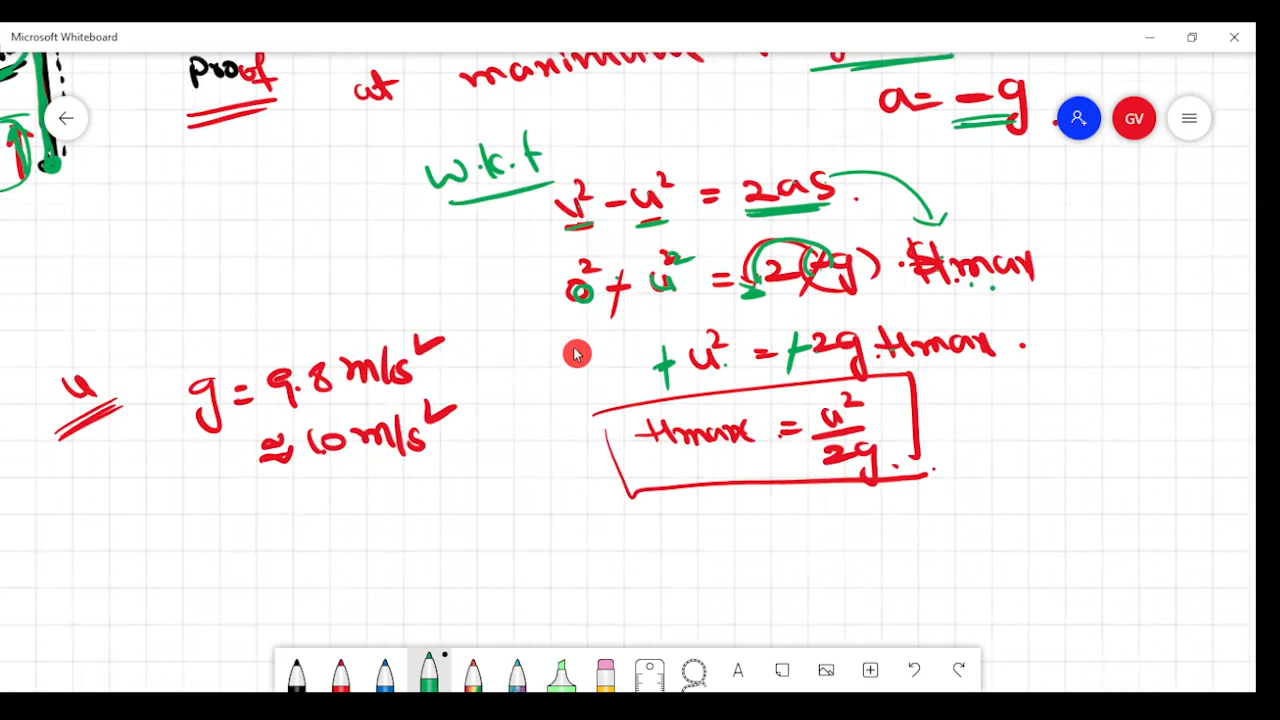 Microsoft Whiteboard
proof at maximum
a = -g.
GV
w.k.t
v² - u² = 2as.
0² + u² = (2(-g)) . Hmax
+ u² = + 2g.Hmax.
u
g = 9.8 m/s²
≈ 10 m/s²
Hmax = u²/2g.
A